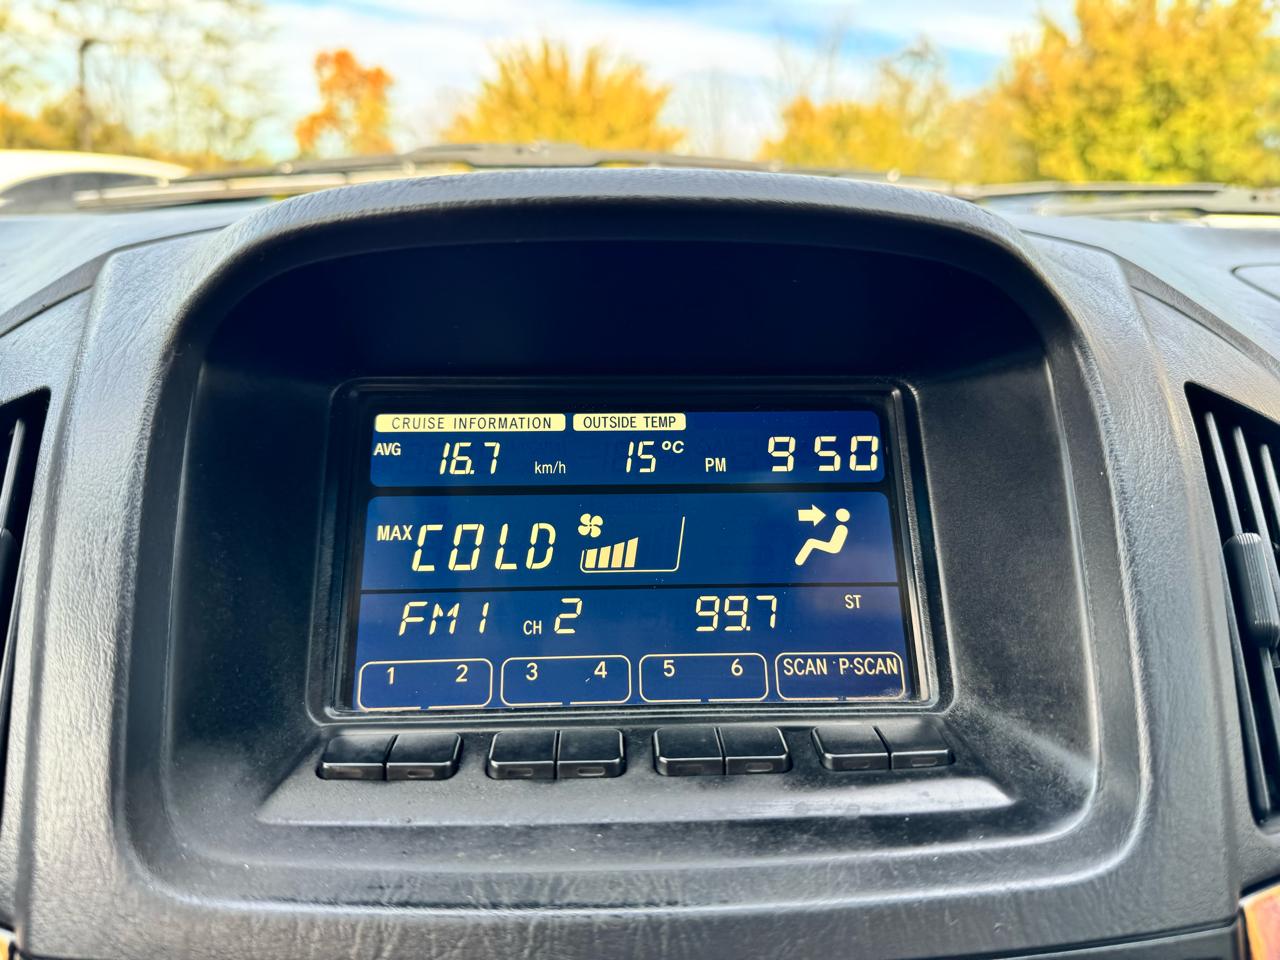 CRUISE INFORMATION OUTSIDE TEMP
AVG 16.7 km/h 15°C PM 9 50
MAX COLD
FM1 CH 2 99.7 ST
1 2 3 4 5 6 SCAN · P·SCAN